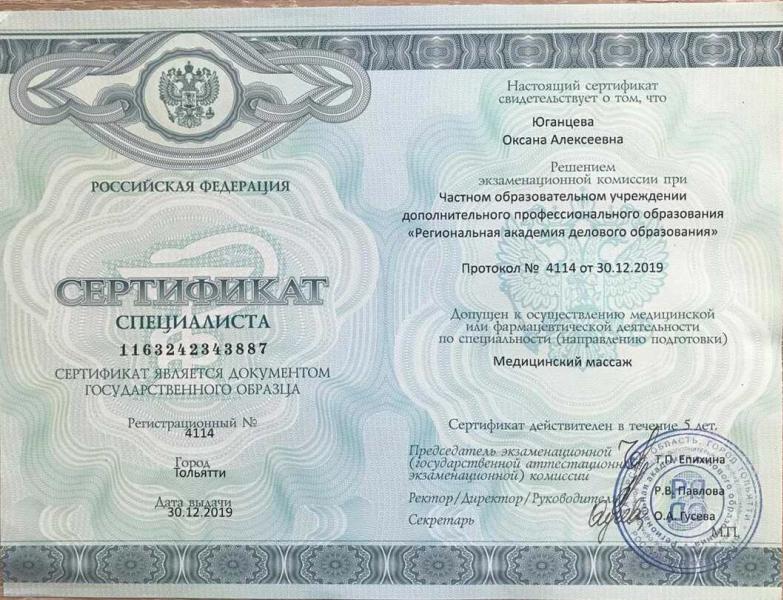 РОССИЙСКАЯ ФЕДЕРАЦИЯ
СЕРТИФИКАТ
СПЕЦИАЛИСТА
1163242343887
СЕРТИФИКАТ ЯВЛЯЕТСЯ ДОКУМЕНТОМ
ГОСУДАРСТВЕННОГО ОБРАЗЦА
Регистрационный №
4114
Город
Тольятти
Дата выдачи
30.12.2019
Настоящий сертификат
свидетельствует о том, что
Юганцева
Оксана Алексеевна
Решением
экзаменационной комиссии при
Частном образовательном учреждении
дополнительного профессионального образования
«Региональная академия делового образования»
Протокол № 4114 от 30.12.2019
Допущен к осуществлению медицинской
или фармацевтической деятельности
по специальности (направлению подготовки)
Медицинский массаж
Сертификат действителен в течение 5 лет.
Председатель экзаменационной
(государственной аттестационной
экзаменационной) комиссии
Т.П. Епихина
Ректор/Директор/Руководитель
Р.В. Павлова
Секретарь
О.А. Гусева
М.П.